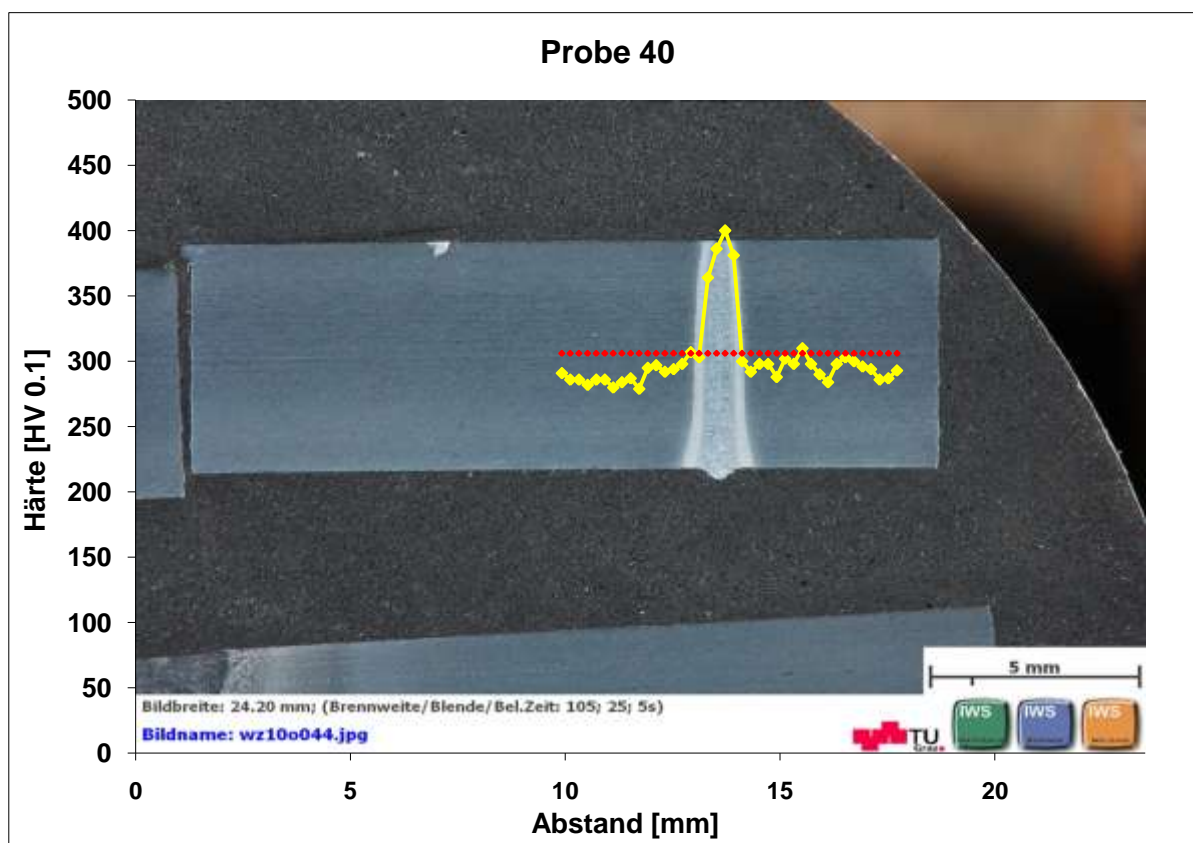 Probe 40
Härte [HV 0.1]
500
450
400
350
300
250
200
150
100
50
0
5 mm
Bildbreite: 24.20 mm; (Brennweite/Blende/Bel.Zeit: 105; 25; 5s)
Bildname: wz10o044.jpg
TU
Graz
IWS
IWS
IWS
0
5
10
15
20
Abstand [mm]